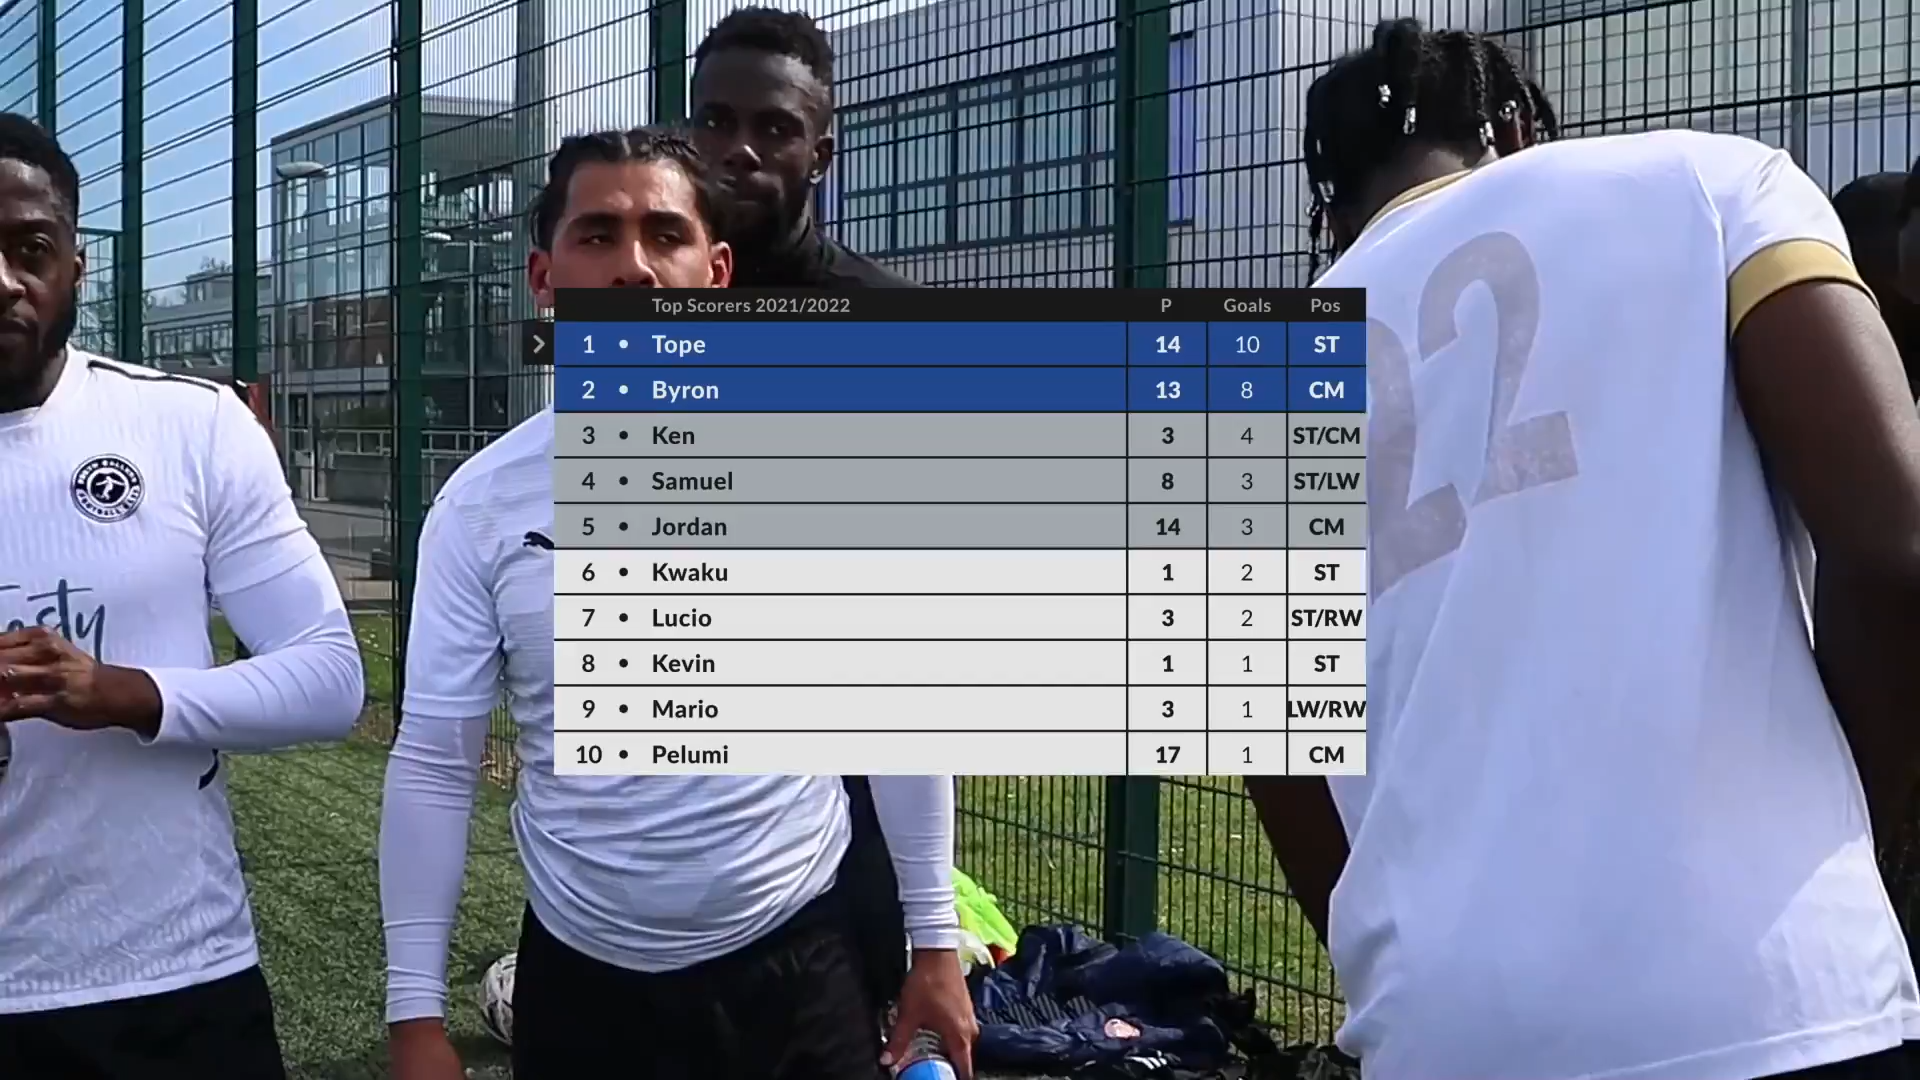 Top Scorers 2021/2022 P Goals Pos
1 • Tope 14 10 ST
2 • Byron 13 8 CM
3 • Ken 3 4 ST/CM
4 • Samuel 8 3 ST/LW
5 • Jordan 14 3 CM
6 • Kwaku 1 2 ST
7 • Lucio 3 2 ST/RW
8 • Kevin 1 1 ST
9 • Mario 3 1 LW/RW
10 • Pelumi 17 1 CM
22